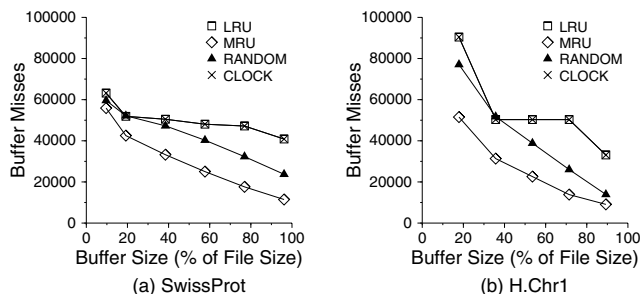 100000
80000
60000
40000
20000
0
Buffer Misses
LRU
MRU
RANDOM
CLOCK
0 20 40 60 80 100
Buffer Size (% of File Size)
(a) SwissProt
100000
80000
60000
40000
20000
0
Buffer Misses
LRU
MRU
RANDOM
CLOCK
0 20 40 60 80 100
Buffer Size (% of File Size)
(b) H.Chr1